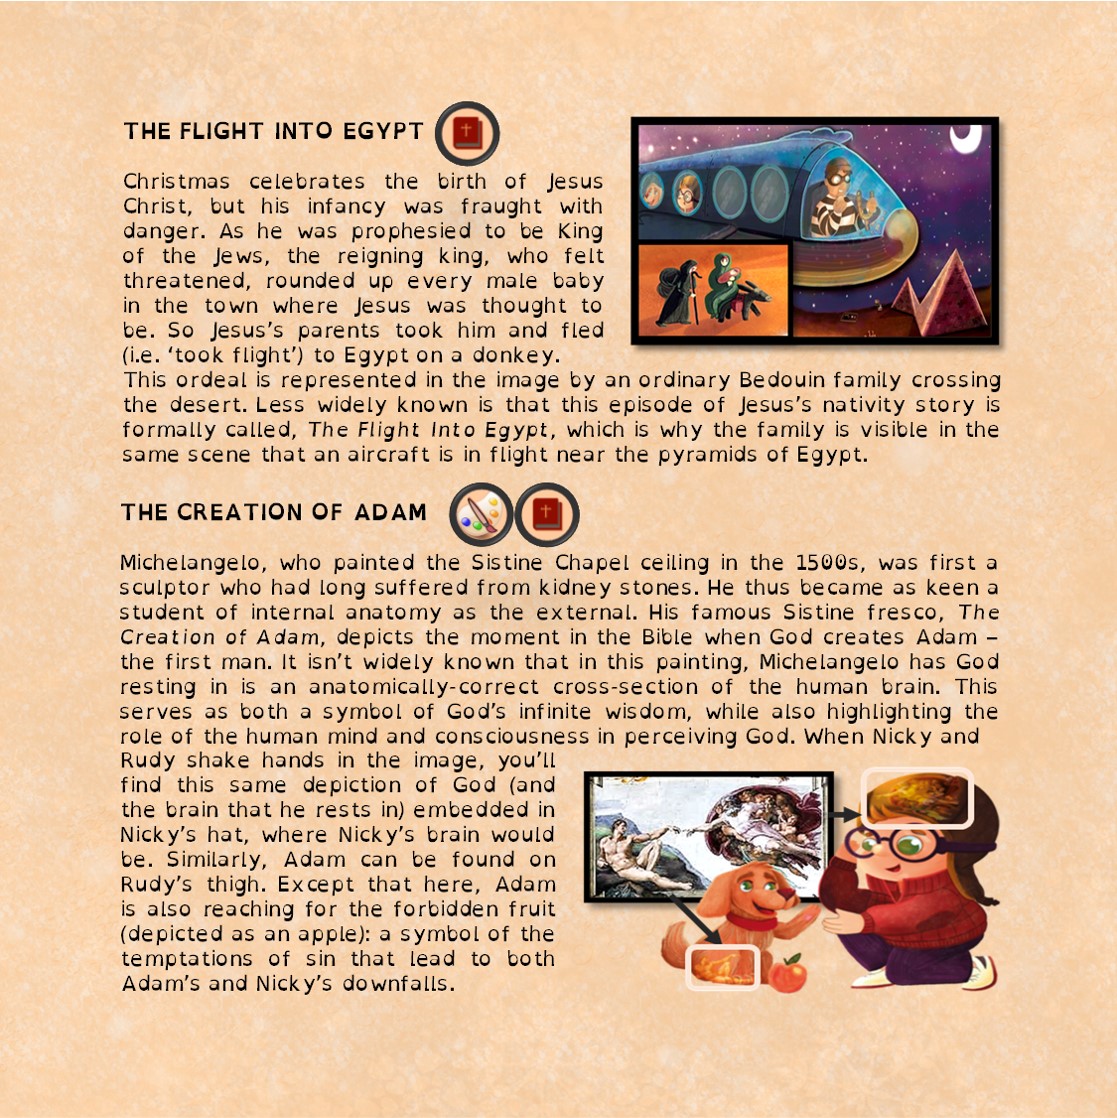 THE FLIGHT INTO EGYPT
Christmas celebrates the birth of Jesus
Christ, but his infancy was fraught with
danger. As he was prophesied to be King
of the Jews, the reigning king, who felt
threatened, rounded up every male baby
in the town where Jesus was thought to
be. So Jesus’s parents took him and fled
(i.e. ‘took flight’) to Egypt on a donkey.
This ordeal is represented in the image by an ordinary Bedouin family crossing
the desert. Less widely known is that this episode of Jesus’s nativity story is
formally called, The Flight Into Egypt, which is why the family is visible in the
same scene that an aircraft is in flight near the pyramids of Egypt.
THE CREATION OF ADAM
Michelangelo, who painted the Sistine Chapel ceiling in the 1500s, was first a
sculptor who had long suffered from kidney stones. He thus became as keen a
student of internal anatomy as the external. His famous Sistine fresco, The
Creation of Adam, depicts the moment in the Bible when God creates Adam –
the first man. It isn’t widely known that in this painting, Michelangelo has God
resting in is an anatomically-correct cross-section of the human brain. This
serves as both a symbol of God’s infinite wisdom, while also highlighting the
role of the human mind and consciousness in perceiving God. When Nicky and
Rudy shake hands in the image, you’ll
find this same depiction of God (and
the brain that he rests in) embedded in
Nicky’s hat, where Nicky’s brain would
be. Similarly, Adam can be found on
Rudy’s thigh. Except that here, Adam
is also reaching for the forbidden fruit
(depicted as an apple): a symbol of the
temptations of sin that lead to both
Adam’s and Nicky’s downfalls.